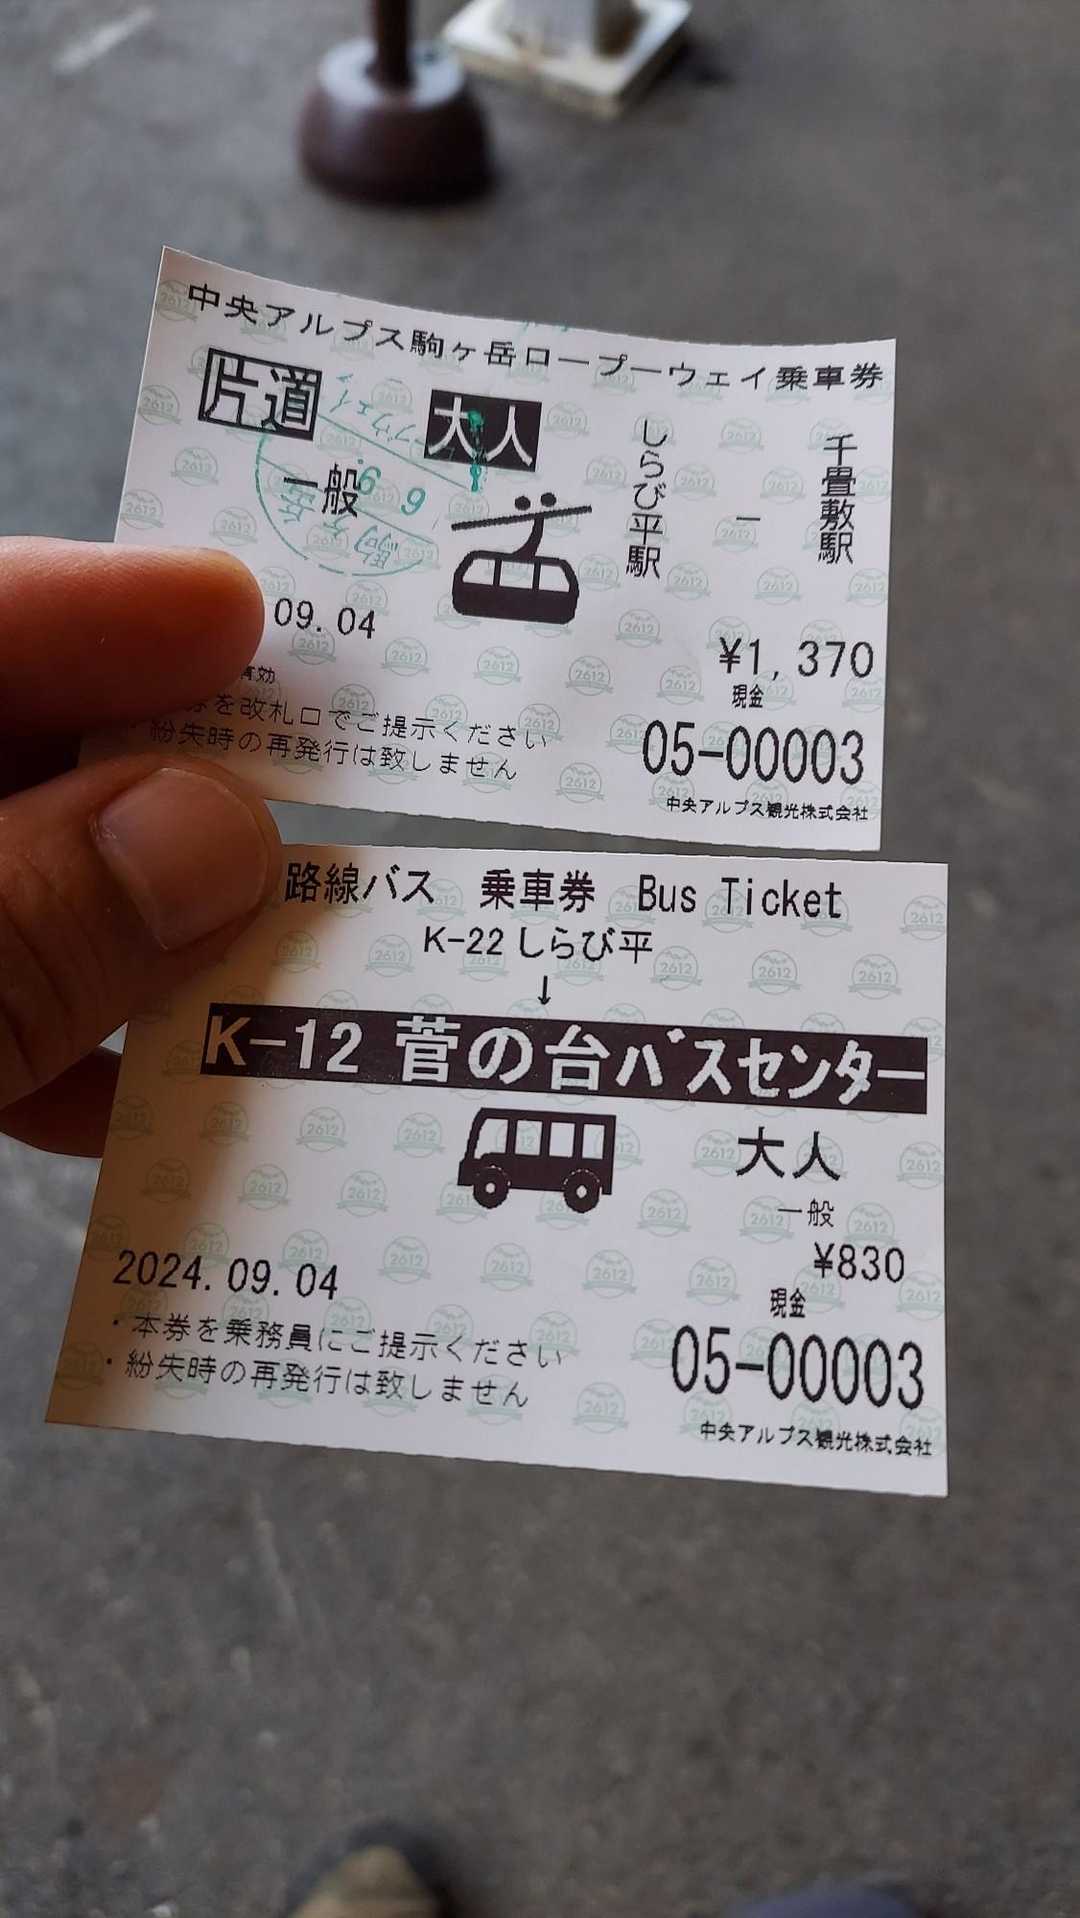 中央アルプス駒ヶ岳ロープーウェイ乗車券
片道 大人
一般
しらび平駅 — 千畳敷駅
09.04
¥1,370
現金
有効
を改札口でご提示ください
紛失時の再発行は致しません
05-00003
中央アルプス観光株式会社
路線バス 乗車券 Bus Ticket
K-22 しらび平
↓
K-12 菅の台バスセンター
大人
一般
¥830
現金
2024.09.04
・本券を乗務員にご提示ください
・紛失時の再発行は致しません
05-00003
中央アルプス観光株式会社
2612